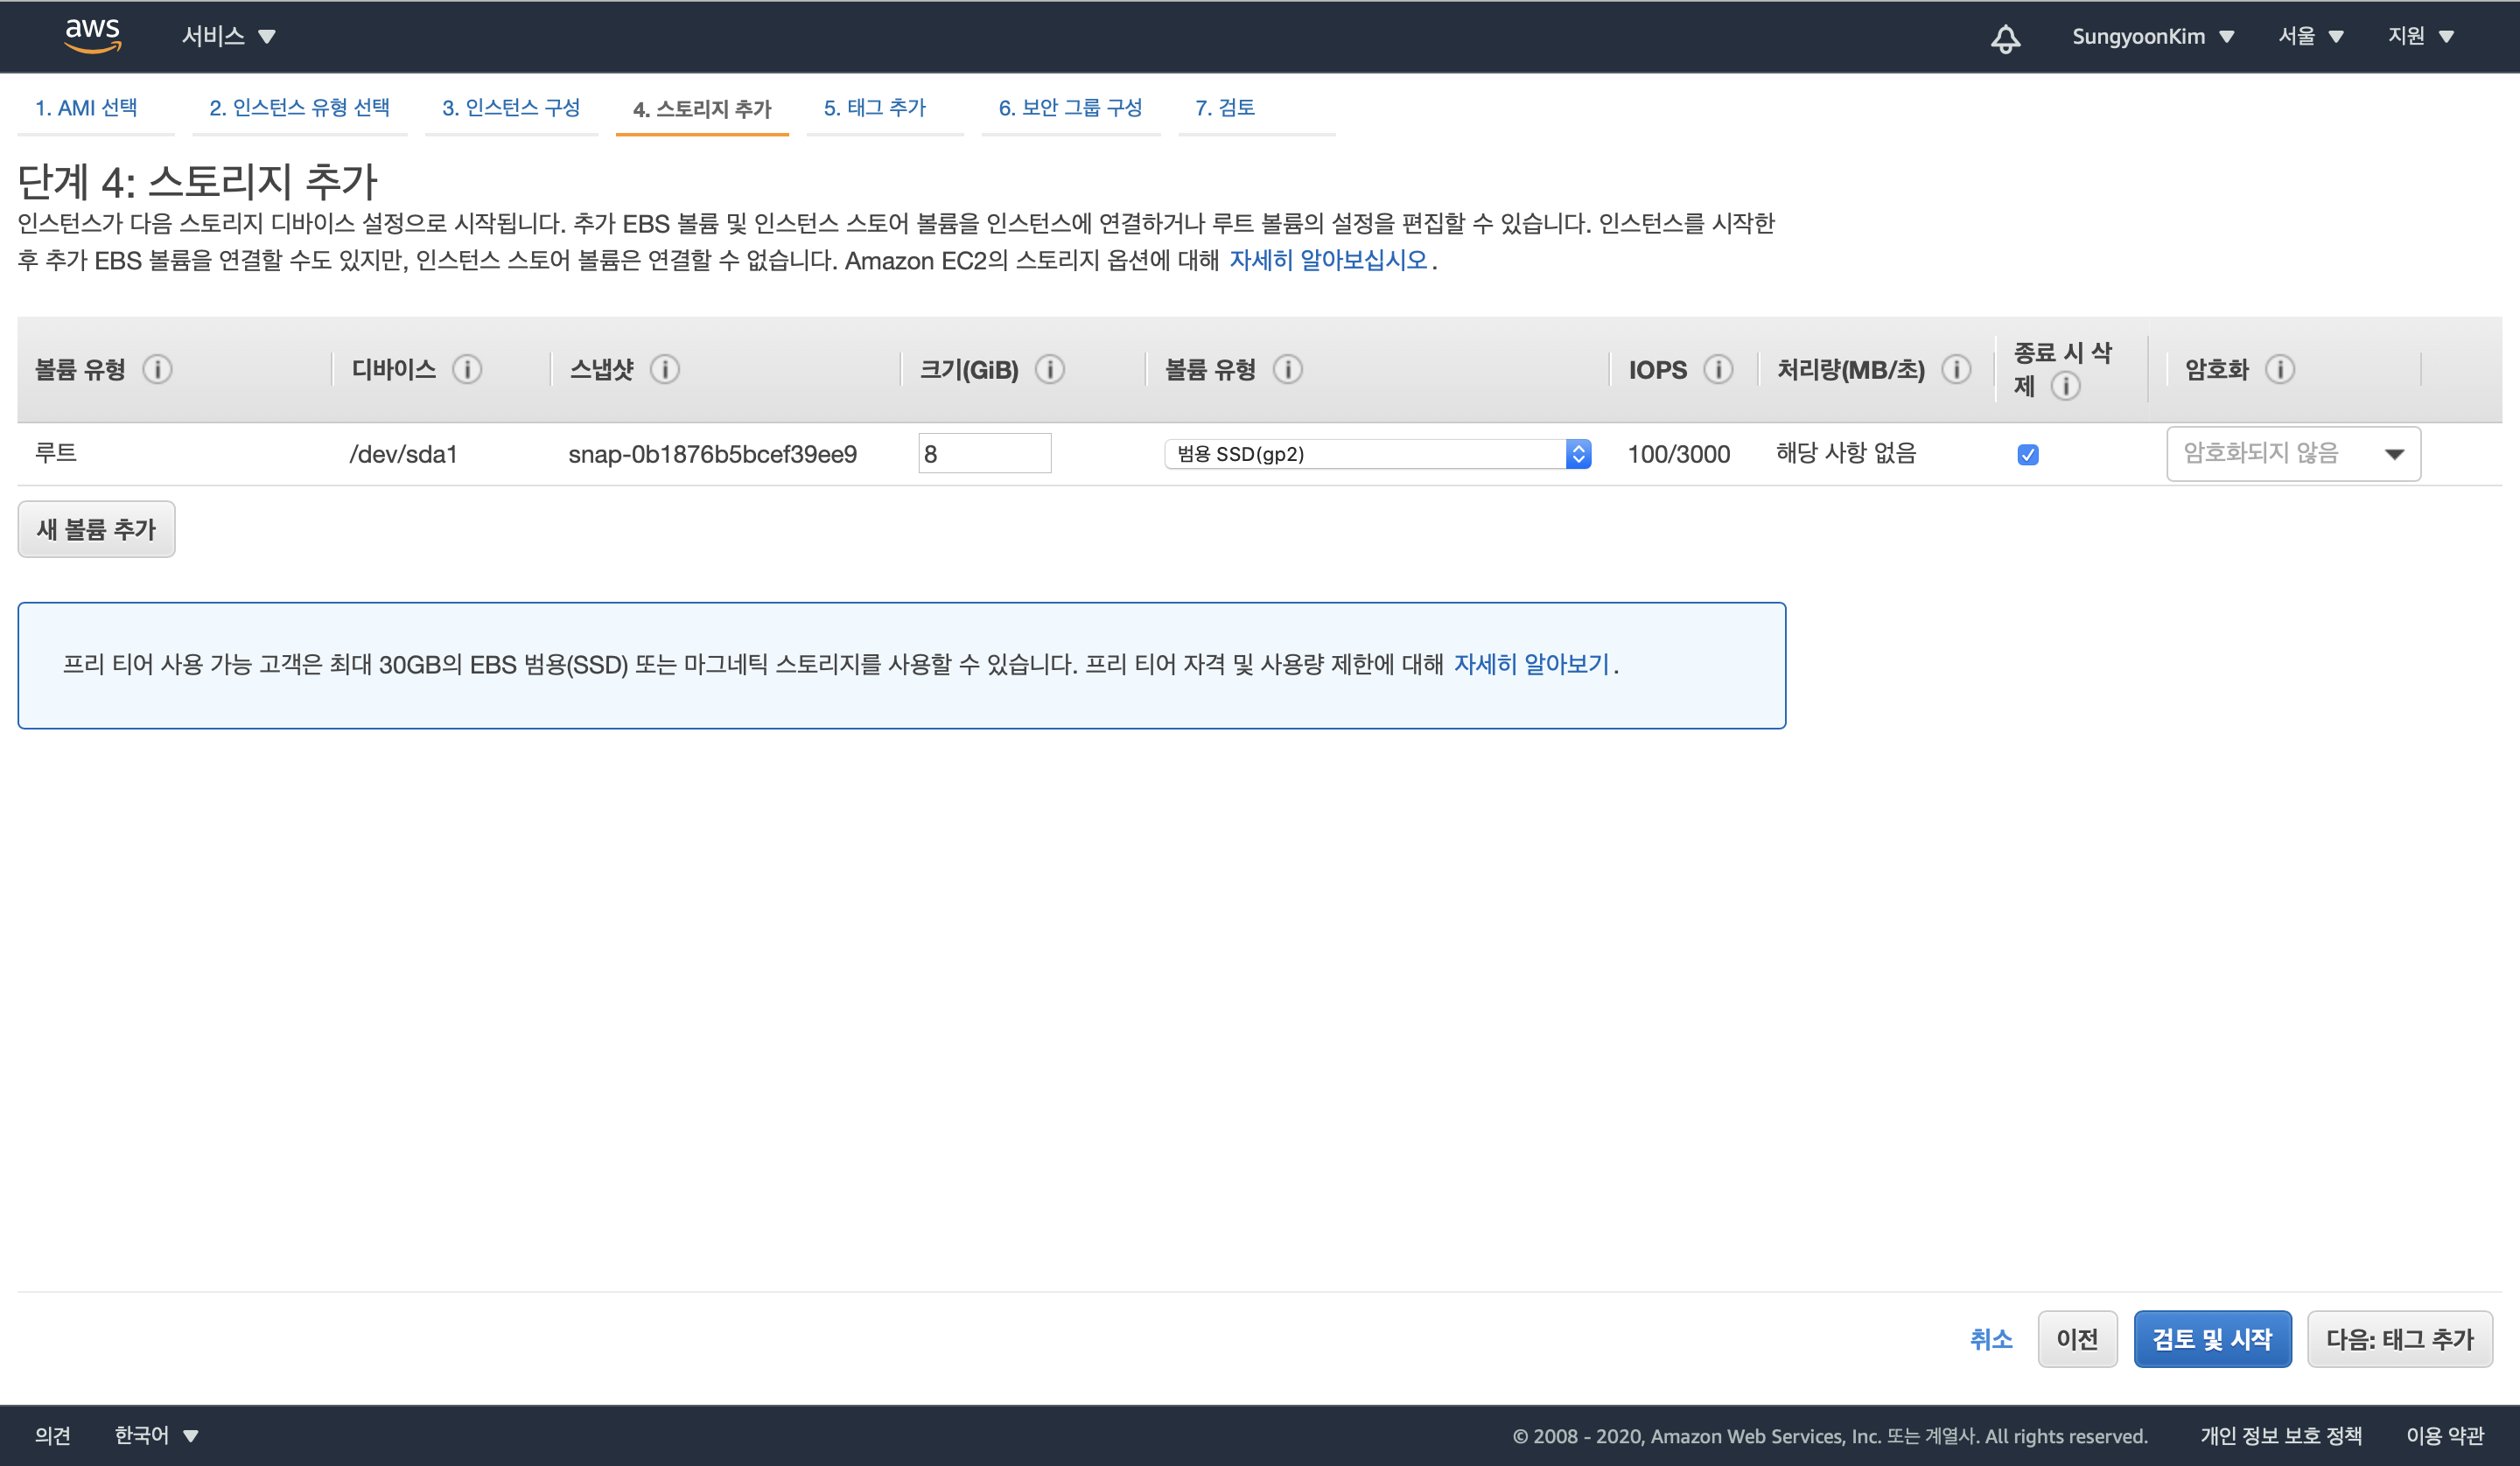 aws 서비스 SungyoonKim 서울 지원
1. AMI 선택 2. 인스턴스 유형 선택 3. 인스턴스 구성 4. 스토리지 추가 5. 태그 추가 6. 보안 그룹 구성 7. 검토
단계 4: 스토리지 추가
인스턴스가 다음 스토리지 디바이스 설정으로 시작됩니다. 추가 EBS 볼륨 및 인스턴스 스토어 볼륨을 인스턴스에 연결하거나 루트 볼륨의 설정을 편집할 수 있습니다. 인스턴스를 시작한
후 추가 EBS 볼륨을 연결할 수도 있지만, 인스턴스 스토어 볼륨은 연결할 수 없습니다. Amazon EC2의 스토리지 옵션에 대해 자세히 알아보십시오.
볼륨 유형 디바이스 스냅샷 크기(GiB) 볼륨 유형 IOPS 처리량(MB/초) 종료 시 삭
제 암호화
루트 /dev/sda1 snap-0b1876b5bcef39ee9 8 범용 SSD(gp2) 100/3000 해당 사항 없음 암호화되지 않음
새 볼륨 추가
프리 티어 사용 가능 고객은 최대 30GB의 EBS 범용(SSD) 또는 마그네틱 스토리지를 사용할 수 있습니다. 프리 티어 자격 및 사용량 제한에 대해 자세히 알아보기.
취소 이전 검토 및 시작 다음: 태그 추가
의견 한국어 © 2008 - 2020, Amazon Web Services, Inc. 또는 계열사. All rights reserved. 개인 정보 보호 정책 이용 약관